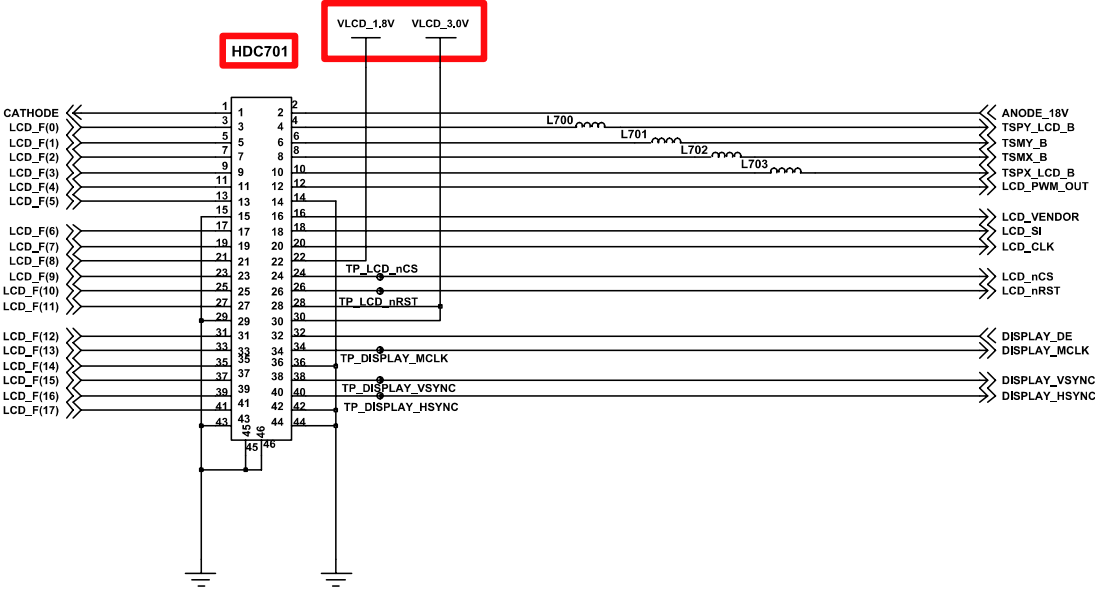 VLCD_1.8V VLCD_3.0V
HDC701
CATHODE 1 1 2 2 ANODE_18V
LCD_F(0) 3 3 4 4 L700 TSPY_LCD_B
LCD_F(1) 5 5 6 6 L701 TSMY_B
LCD_F(2) 7 7 8 8 L702 TSMX_B
LCD_F(3) 9 9 10 10 L703 TSPX_LCD_B
LCD_F(4) 11 11 12 12 LCD_PWM_OUT
LCD_F(5) 13 13 14 14
15 15 16 16 LCD_VENDOR
LCD_F(6) 17 17 18 18 LCD_SI
LCD_F(7) 19 19 20 20 LCD_CLK
LCD_F(8) 21 21 22 22
LCD_F(9) 23 23 24 24 TP_LCD_nCS LCD_nCS
LCD_F(10) 25 25 26 26 LCD_nRST
LCD_F(11) 27 27 28 28 TP_LCD_nRST
29 29 30 30
LCD_F(12) 31 31 32 32 DISPLAY_DE
LCD_F(13) 33 33 34 34 DISPLAY_MCLK
LCD_F(14) 35 35 36 36 TP_DISPLAY_MCLK
LCD_F(15) 37 37 38 38 DISPLAY_VSYNC
LCD_F(16) 39 39 40 40 TP_DISPLAY_VSYNC DISPLAY_HSYNC
LCD_F(17) 41 41 42 42 TP_DISPLAY_HSYNC
43 43 44 44
45 46
45 46